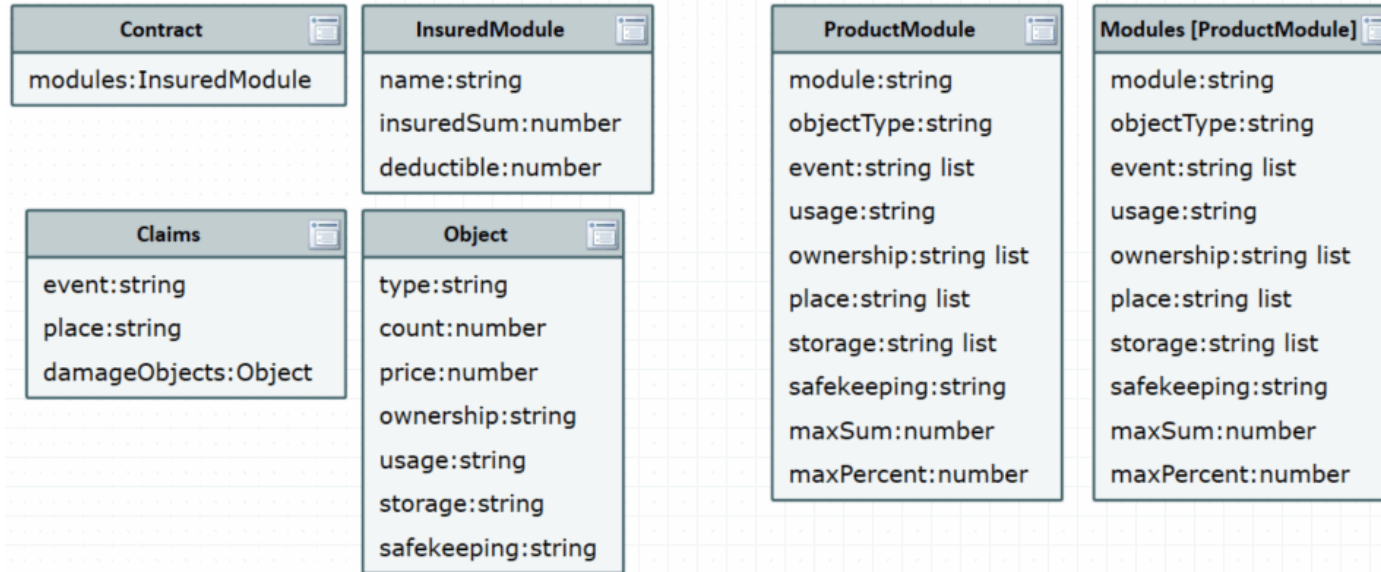 Contract
modules:InsuredModule
InsuredModule
name:string
insuredSum:number
deductible:number
Claims
event:string
place:string
damageObjects:Object
Object
type:string
count:number
price:number
ownership:string
usage:string
storage:string
safekeeping:string
ProductModule
module:string
objectType:string
event:string list
usage:string
ownership:string list
place:string list
storage:string list
safekeeping:string
maxSum:number
maxPercent:number
Modules [ProductModule]
module:string
objectType:string
event:string list
usage:string
ownership:string list
place:string list
storage:string list
safekeeping:string
maxSum:number
maxPercent:number